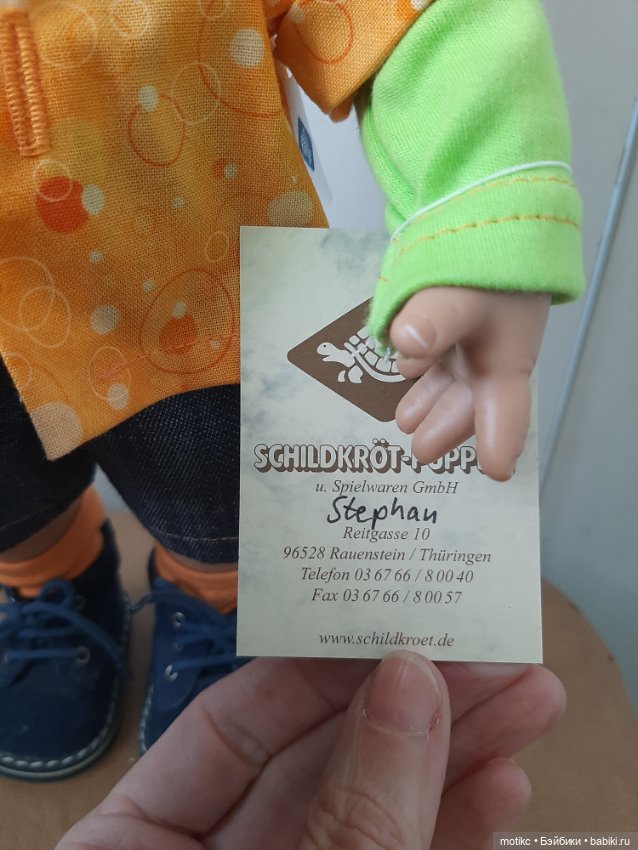 SCHILDKRÖT-PUPP
u. Spielwaren GmbH
Stephan
Reitgasse 10
96528 Rauenstein / Thüringen
Telefon 03 67 66 / 8 00 40
Fax 03 67 66 / 8 00 57
www.schildkroet.de
motikc • Бэйбики • babiki.ru